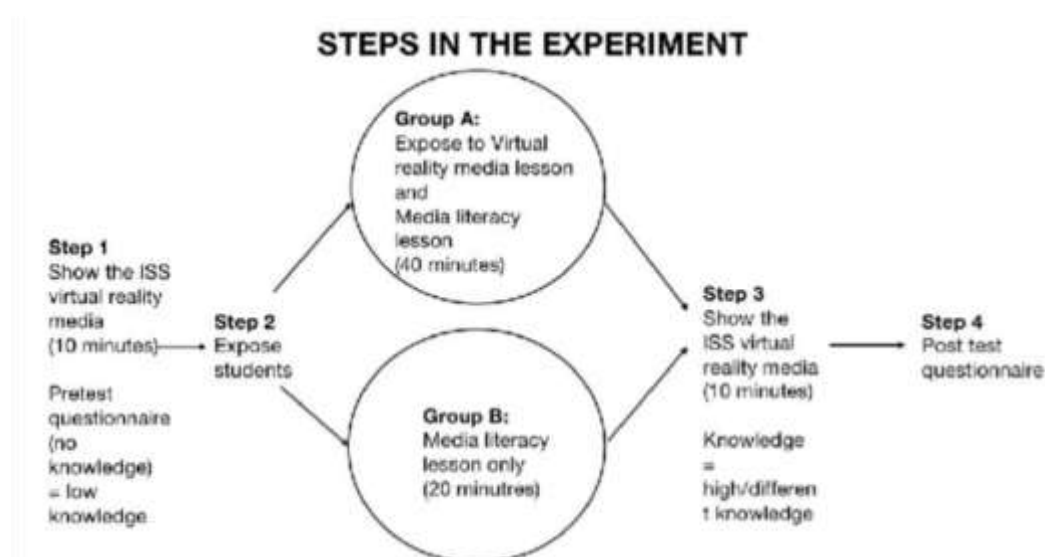 STEPS IN THE EXPERIMENT
Step 1
Show the ISS
virtual reality
media
(10 minutes)
Pretest
questionnaire
(no
knowledge)
= low
knowledge
Step 2
Expose
students
Group A:
Expose to Virtual
reality media lesson
and
Media literacy
lesson
(40 minutes)
Group B:
Media literacy
lesson only
(20 minutres)
Step 3
Show the
ISS virtual
reality media
(10 minutes)
Knowledge
=
high/differen
t knowledge
Step 4
Post test
questionnaire